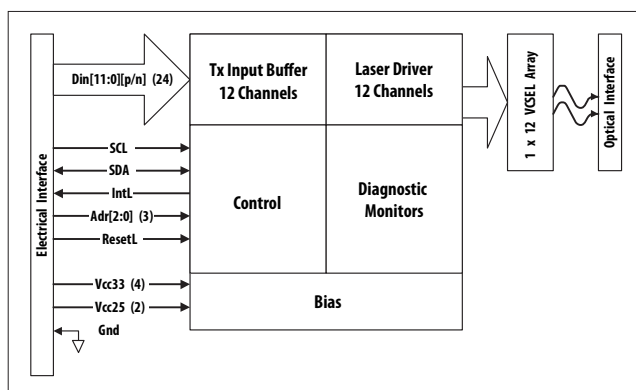 Electrical Interface
Din[11:0][p/n] (24)
SCL
SDA
IntL
Adr[2:0] (3)
ResetL
Vcc33 (4)
Vcc25 (2)
Gnd
Tx Input Buffer
12 Channels
Laser Driver
12 Channels
Control
Diagnostic
Monitors
Bias
1 x 12 VCSEL Array
Optical Interface